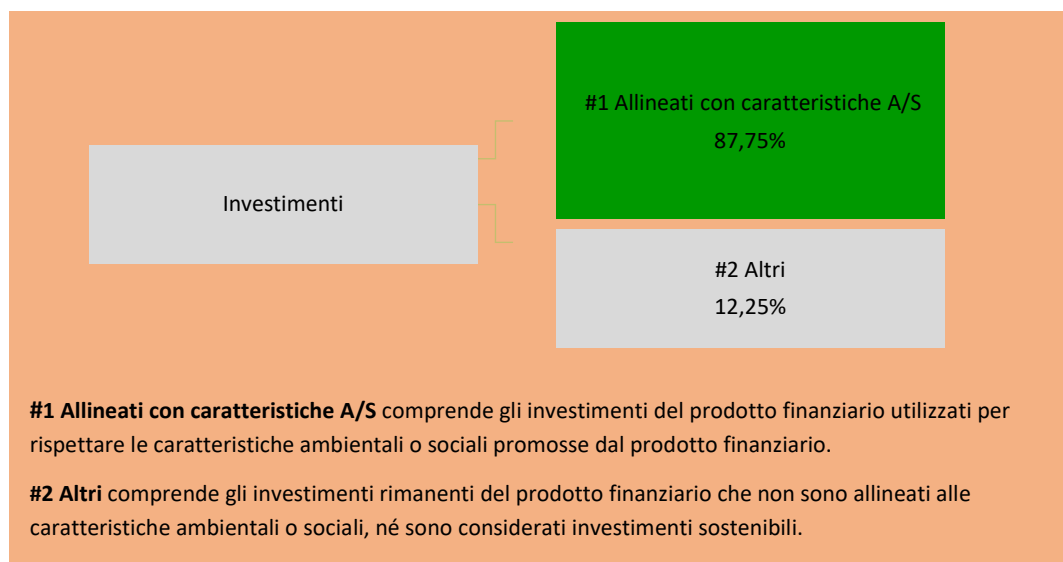 #1 Allineati con caratteristiche A/S
87,75%
Investimenti
#2 Altri
12,25%
#1 Allineati con caratteristiche A/S comprende gli investimenti del prodotto finanziario utilizzati per
rispettare le caratteristiche ambientali o sociali promosse dal prodotto finanziario.
#2 Altri comprende gli investimenti rimanenti del prodotto finanziario che non sono allineati alle
caratteristiche ambientali o sociali, né sono considerati investimenti sostenibili.